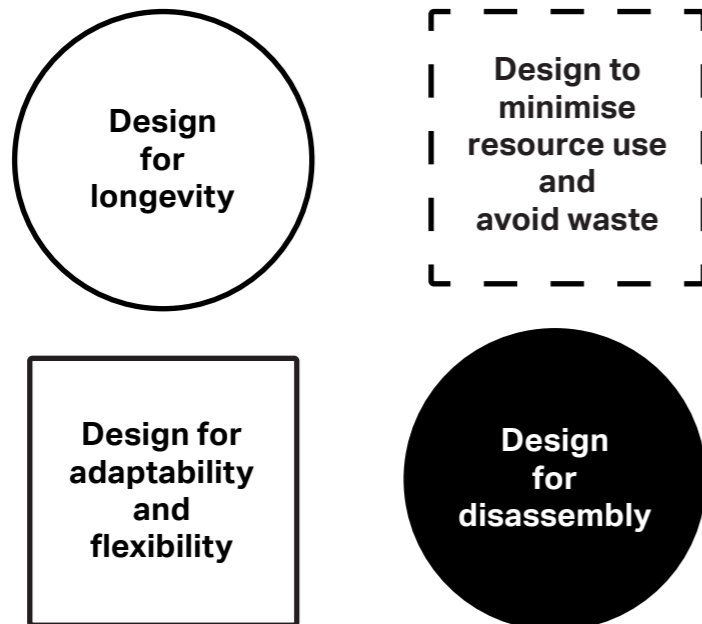 Design
for
longevity
Design to
minimise
resource use
and
avoid waste
Design for
adaptability
and
flexibility
Design
for
disassembly